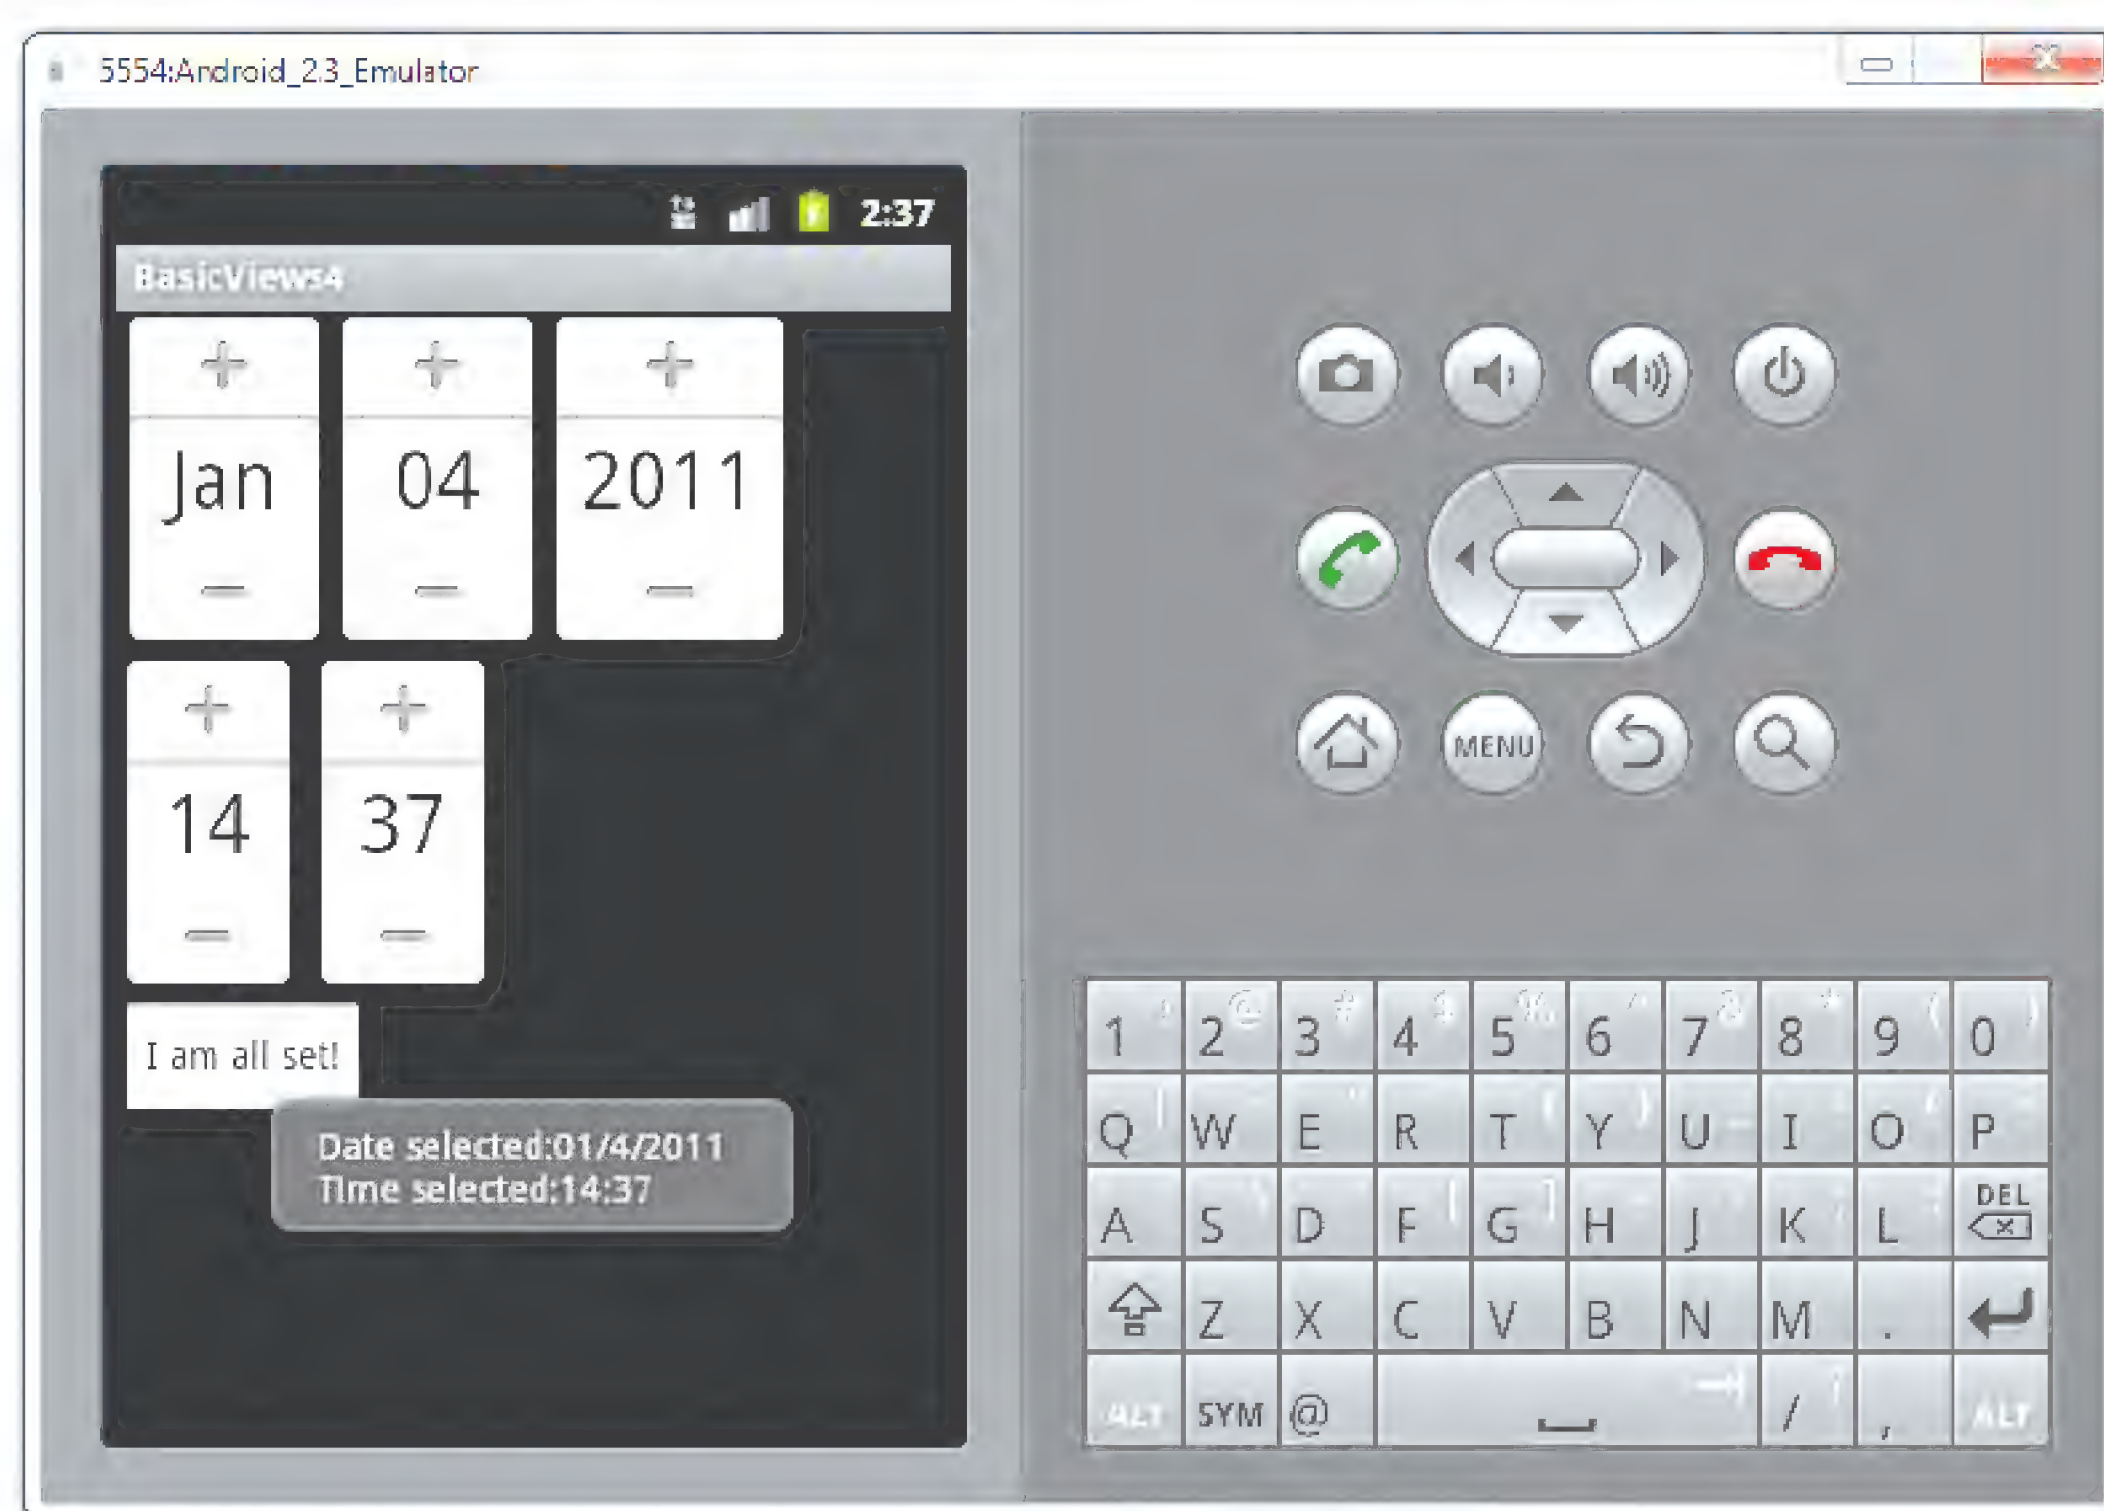 5554:Android_2.3_Emulator
2:37
BasicViews4
+ + +
Jan 04 2011
— — —
+ +
14 37
— —
I am all set!
Date selected:01/4/2011
Time selected:14:37
MENU
1 2 @ 3 # 4 $ 5 % 6 ^ 7 & 8 * 9 ( 0 )
Q W E R T Y U I O P
A S D F [ G ] H J K L DEL
Z X C V B N M .
ALT SYM @ / ? , ALT